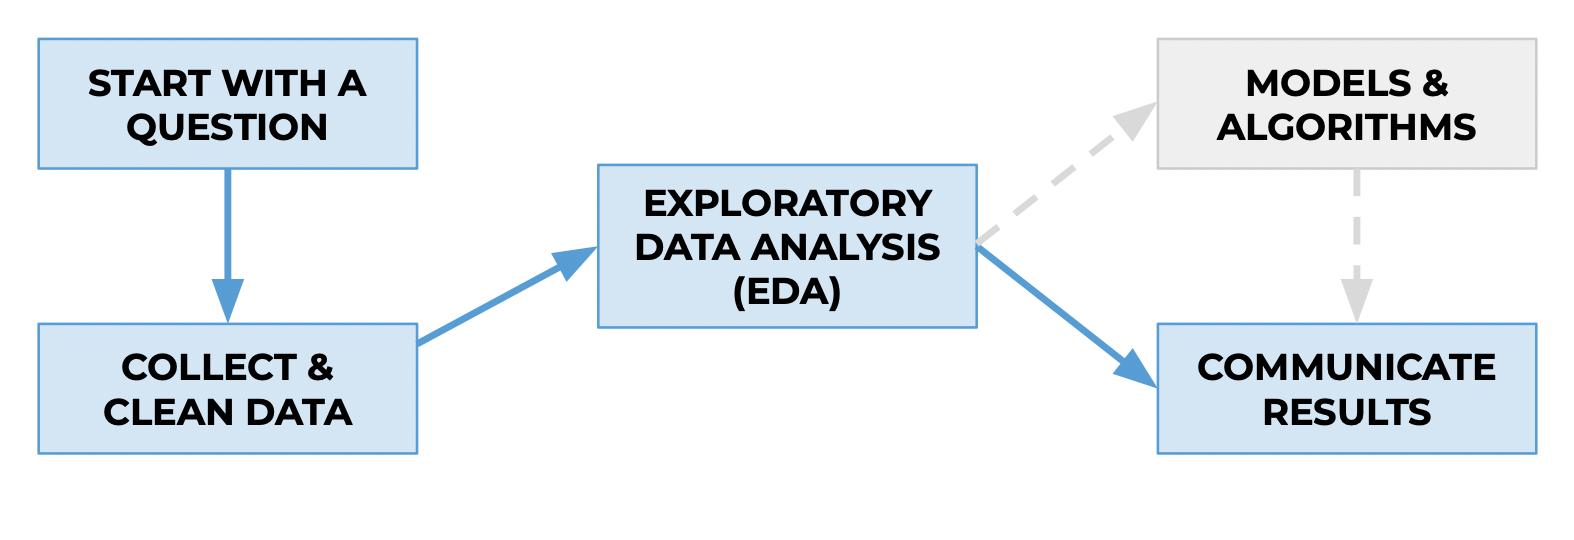 START WITH A
QUESTION
COLLECT &
CLEAN DATA
EXPLORATORY
DATA ANALYSIS
(EDA)
MODELS &
ALGORITHMS
COMMUNICATE
RESULTS